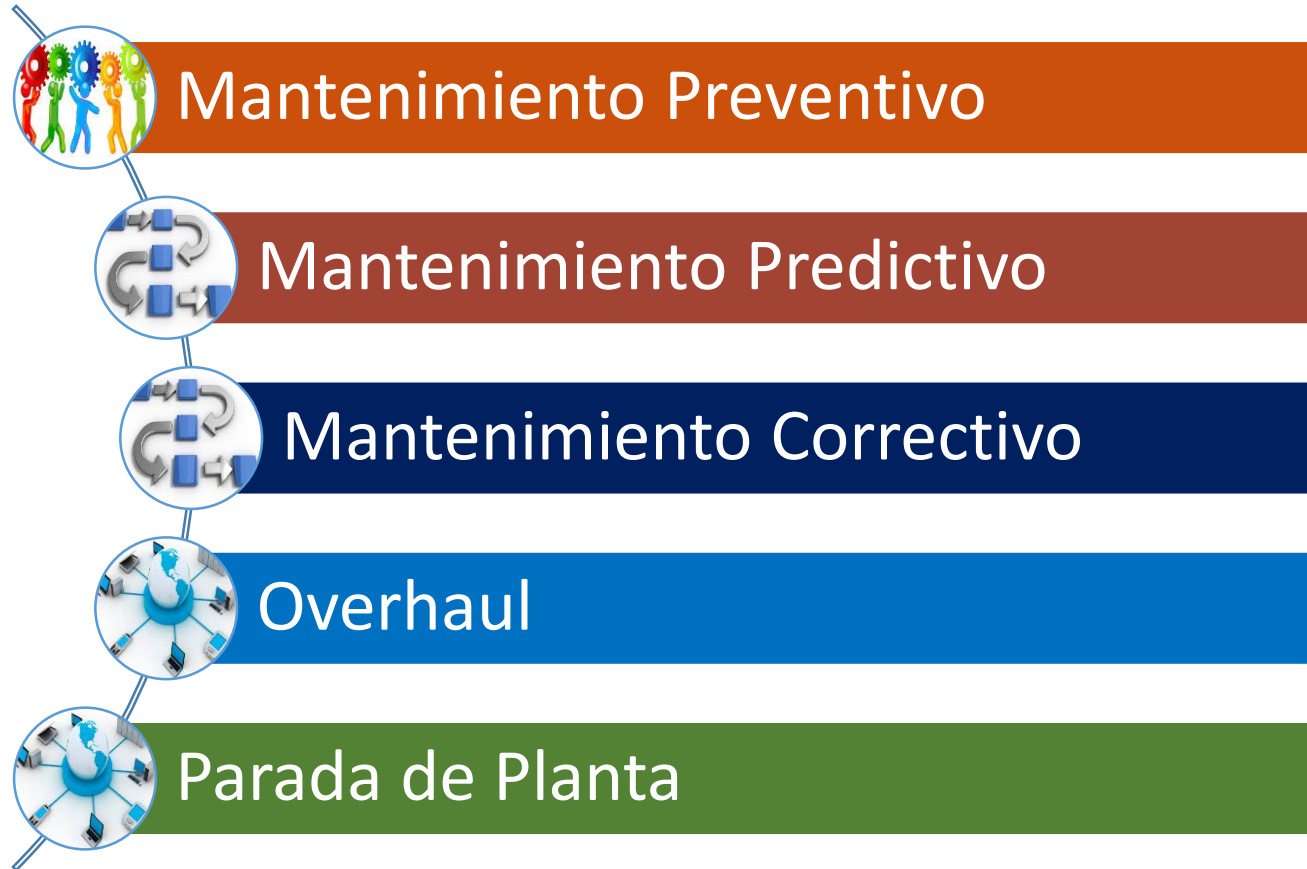 Mantenimiento Preventivo
Mantenimiento Predictivo
Mantenimiento Correctivo
Overhaul
Parada de Planta